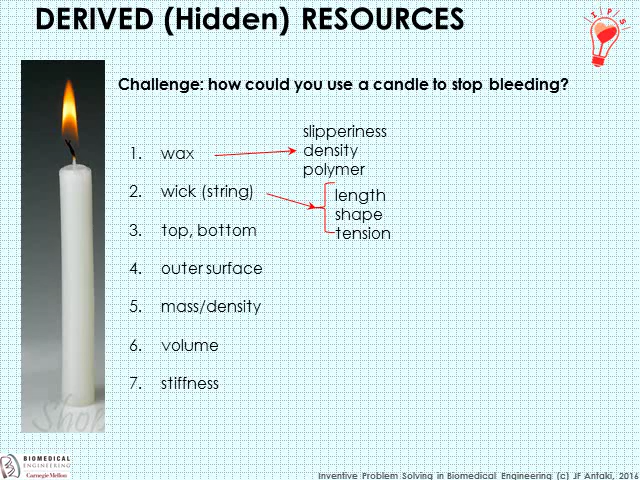 DERIVED (Hidden) RESOURCES
I P S
Challenge: how could you use a candle to stop bleeding?
slipperiness
1. wax
density
polymer
2. wick (string)
length
shape
3. top, bottom
tension
4. outer surface
5. mass/density
6. volume
7. stiffness
Shop
BIOMEDICAL
ENGINEERING
Carnegie Mellon
Inventive Problem Solving in Biomedical Engineering (c) JF Antaki, 2016